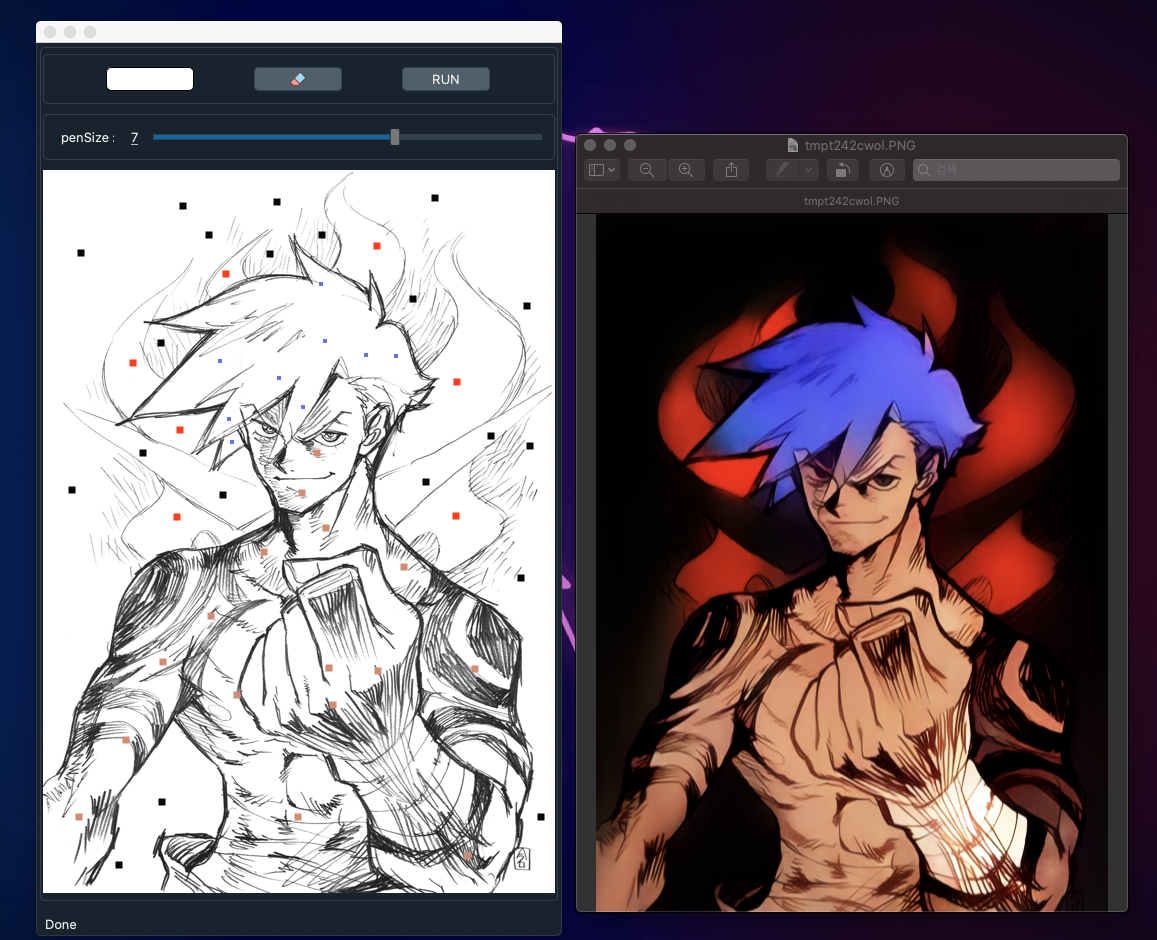 RUN
penSize : 7
Done
tmpt242cwol.PNG
검색
tmpt242cwol.PNG